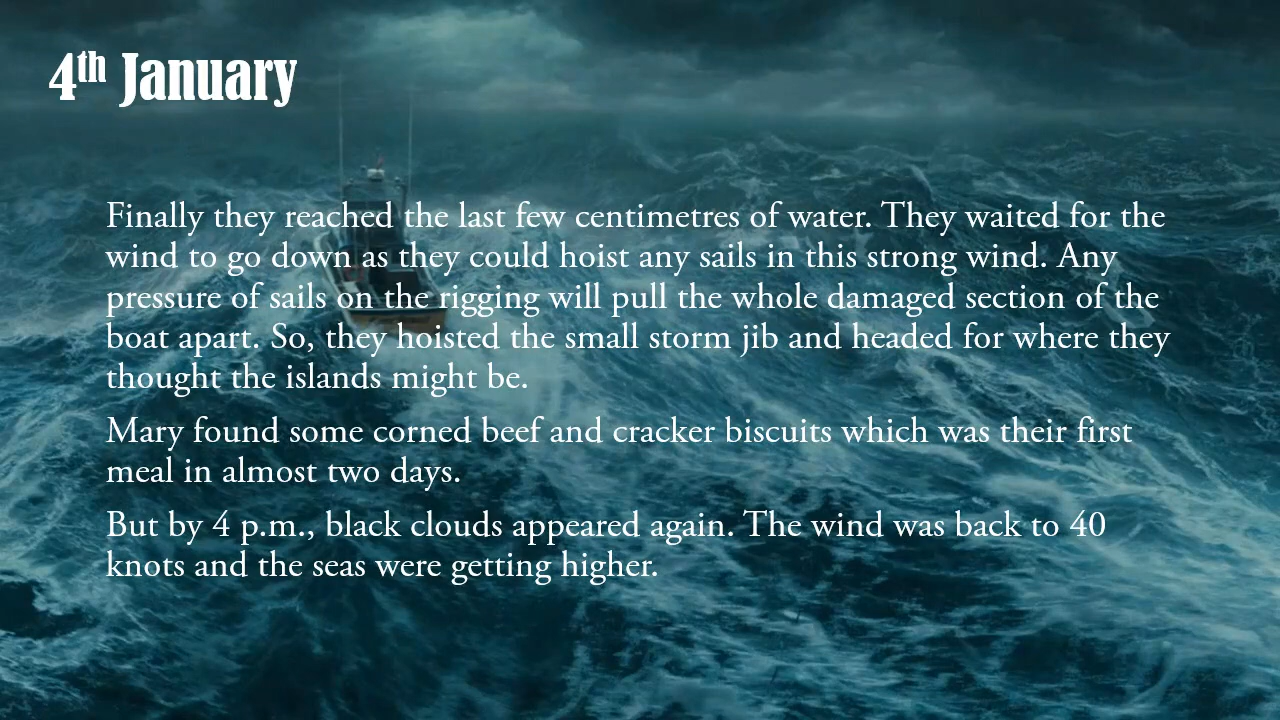 4th January
Finally they reached the last few centimetres of water. They waited for the
wind to go down as they could hoist any sails in this strong wind. Any
pressure of sails on the rigging will pull the whole damaged section of the
boat apart. So, they hoisted the small storm jib and headed for where they
thought the islands might be.
Mary found some corned beef and cracker biscuits which was their first
meal in almost two days.
But by 4 p.m., black clouds appeared again. The wind was back to 40
knots and the seas were getting higher.